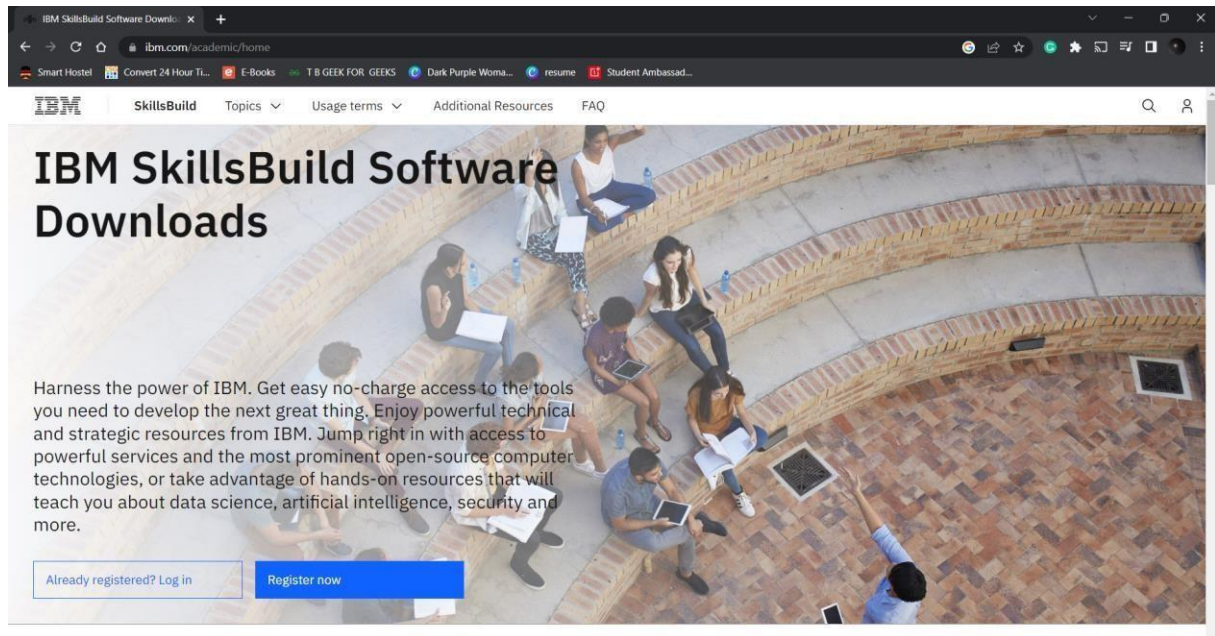 IBM SkillsBuild Software Downlo
ibm.com/academic/home
Smart Hostel Convert 24 Hour Ti... E-Books T B GEEK FOR GEEKS Dark Purple Woma... resume Student Ambassad...
IBM SkillsBuild Topics Usage terms Additional Resources FAQ
IBM SkillsBuild Software
Downloads
Harness the power of IBM. Get easy no-charge access to the tools
you need to develop the next great thing. Enjoy powerful technical
and strategic resources from IBM. Jump right in with access to
powerful services and the most prominent open-source computer
technologies, or take advantage of hands-on resources that will
teach you about data science, artificial intelligence, security and
more.
Already registered? Log in Register now